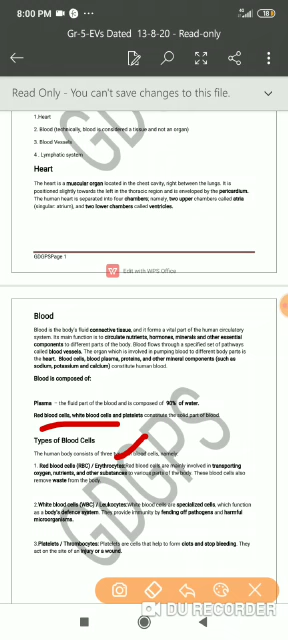 8:00 PM
18
Gr-5-EVs Dated 13-8-20 - Read-only
Read Only - You can't save changes to this file.
1.Heart
2. Blood (technically, blood is considered a tissue and not an organ)
3. Blood Vessels
4 . Lymphatic system
Heart
The heart is a muscular organ located in the chest cavity, right between the lungs. It is
positioned slightly towards the left in the thoracic region and is enveloped by the pericardium.
The human heart is separated into four chambers; namely, two upper chambers called atria
(singular: atrium), and two lower chambers called ventricles.
GDGPSPage 1
Edit with WPS Office
Blood
Blood is the body's fluid connective tissue, and it forms a vital part of the human circulatory
system. Its main function is to circulate nutrients, hormones, minerals and other essential
components to different parts of the body. Blood flows through a specified set of pathways
called blood vessels. The organ which is involved in pumping blood to different body parts is
the heart. Blood cells, blood plasma, proteins, and other mineral components (such as
sodium, potassium and calcium) constitute human blood.
Blood is composed of:
Plasma – the fluid part of the blood and is composed of 90% of water.
Red blood cells, white blood cells and platelets constitute the solid part of blood.
Types of Blood Cells
The human body consists of three types of blood cells, namely:
1. Red blood cells (RBC) / Erythrocytes:Red blood cells are mainly involved in transporting
oxygen, nutrients, and other substances to various parts of the body. These blood cells also
remove waste from the body.
2.White blood cells (WBC) / Leukocytes:White blood cells are specialized cells, which function
as a body's defence system. They provide immunity by fending off pathogens and harmful
microorganisms.
3.Platelets / Thrombocytes: Platelets are cells that help to form clots and stop bleeding. They
act on the site of an injury or a wound.
GDGPS
DU RECORDER